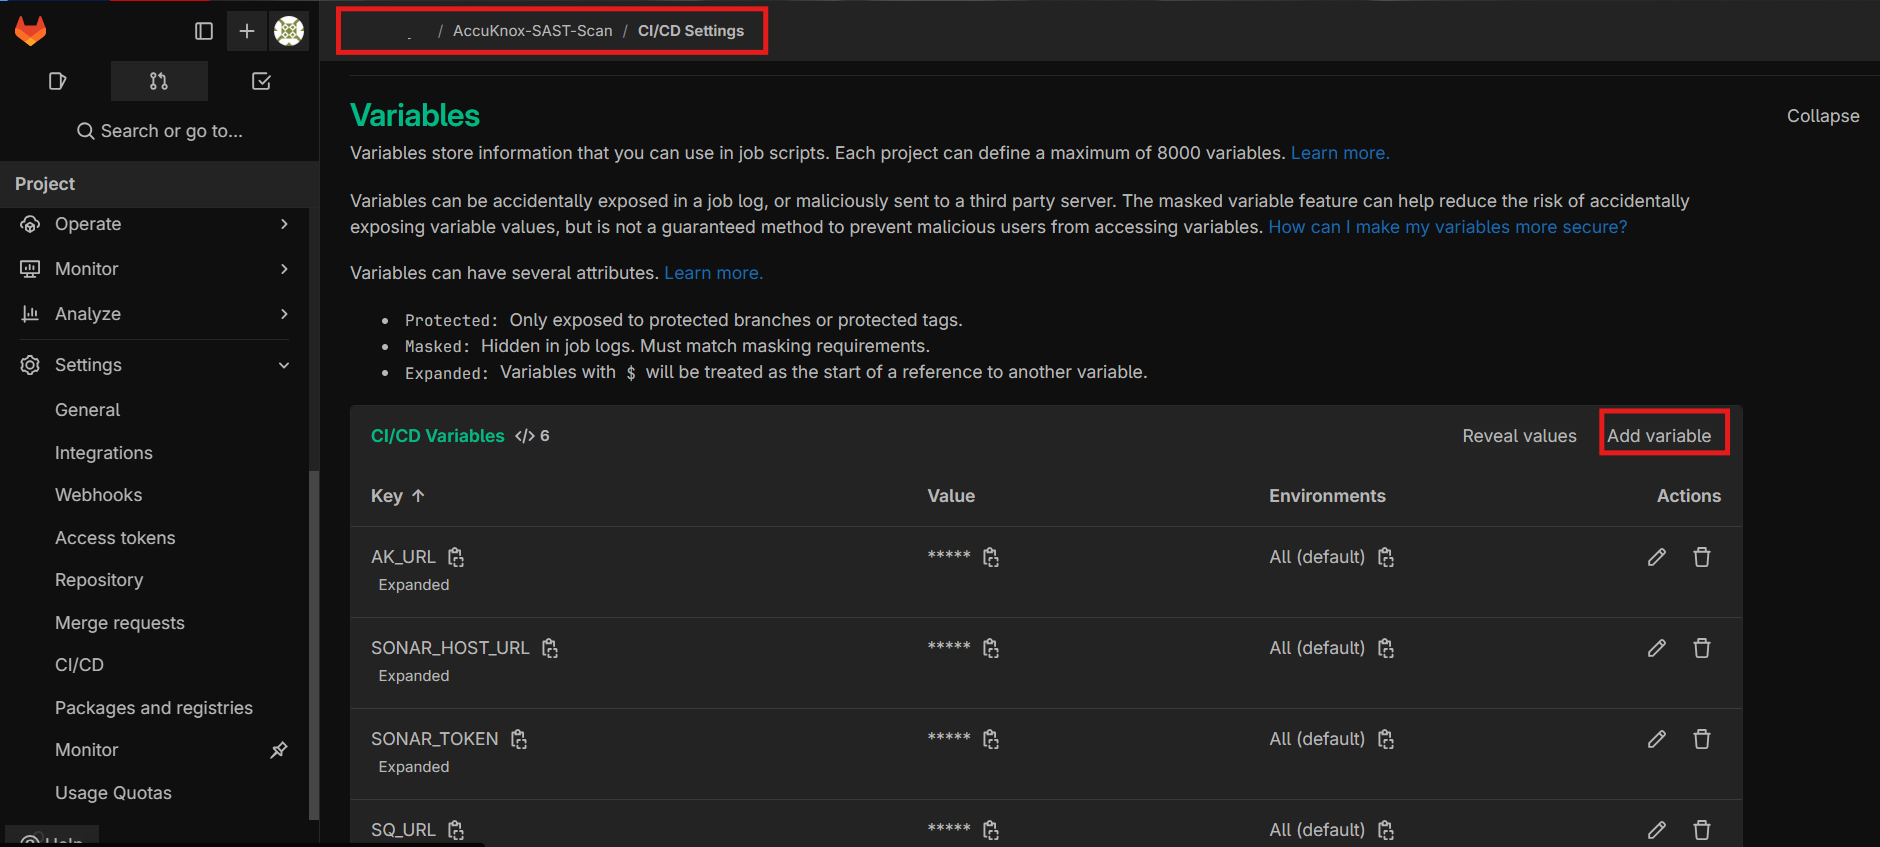 / AccuKnox-SAST-Scan / CI/CD Settings
Search or go to...
Project
Operate
Monitor
Analyze
Settings
General
Integrations
Webhooks
Access tokens
Repository
Merge requests
CI/CD
Packages and registries
Monitor
Usage Quotas
Help
Variables
Collapse
Variables store information that you can use in job scripts. Each project can define a maximum of 8000 variables. Learn more.
Variables can be accidentally exposed in a job log, or maliciously sent to a third party server. The masked variable feature can help reduce the risk of accidentally
exposing variable values, but is not a guaranteed method to prevent malicious users from accessing variables. How can I make my variables more secure?
Variables can have several attributes. Learn more.
• Protected: Only exposed to protected branches or protected tags.
• Masked: Hidden in job logs. Must match masking requirements.
• Expanded: Variables with $ will be treated as the start of a reference to another variable.
CI/CD Variables </> 6 Reveal values Add variable
Key ↑ Value Environments Actions
AK_URL ***** All (default)
Expanded
SONAR_HOST_URL ***** All (default)
Expanded
SONAR_TOKEN ***** All (default)
Expanded
SQ_URL ***** All (default)